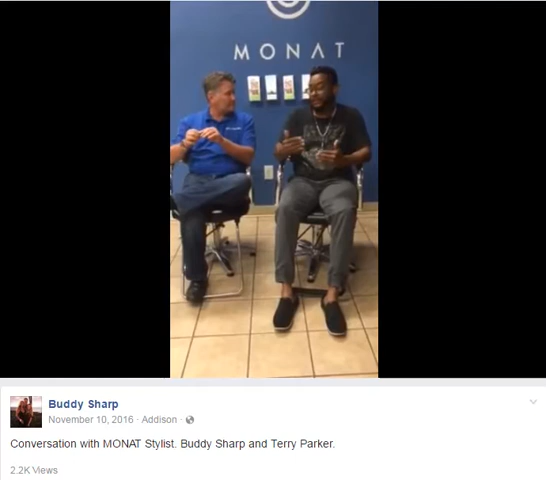 MONAT
Buddy Sharp
November 10, 2016 · Addison ·
Conversation with MONAT Stylist. Buddy Sharp and Terry Parker.
2.2K Views